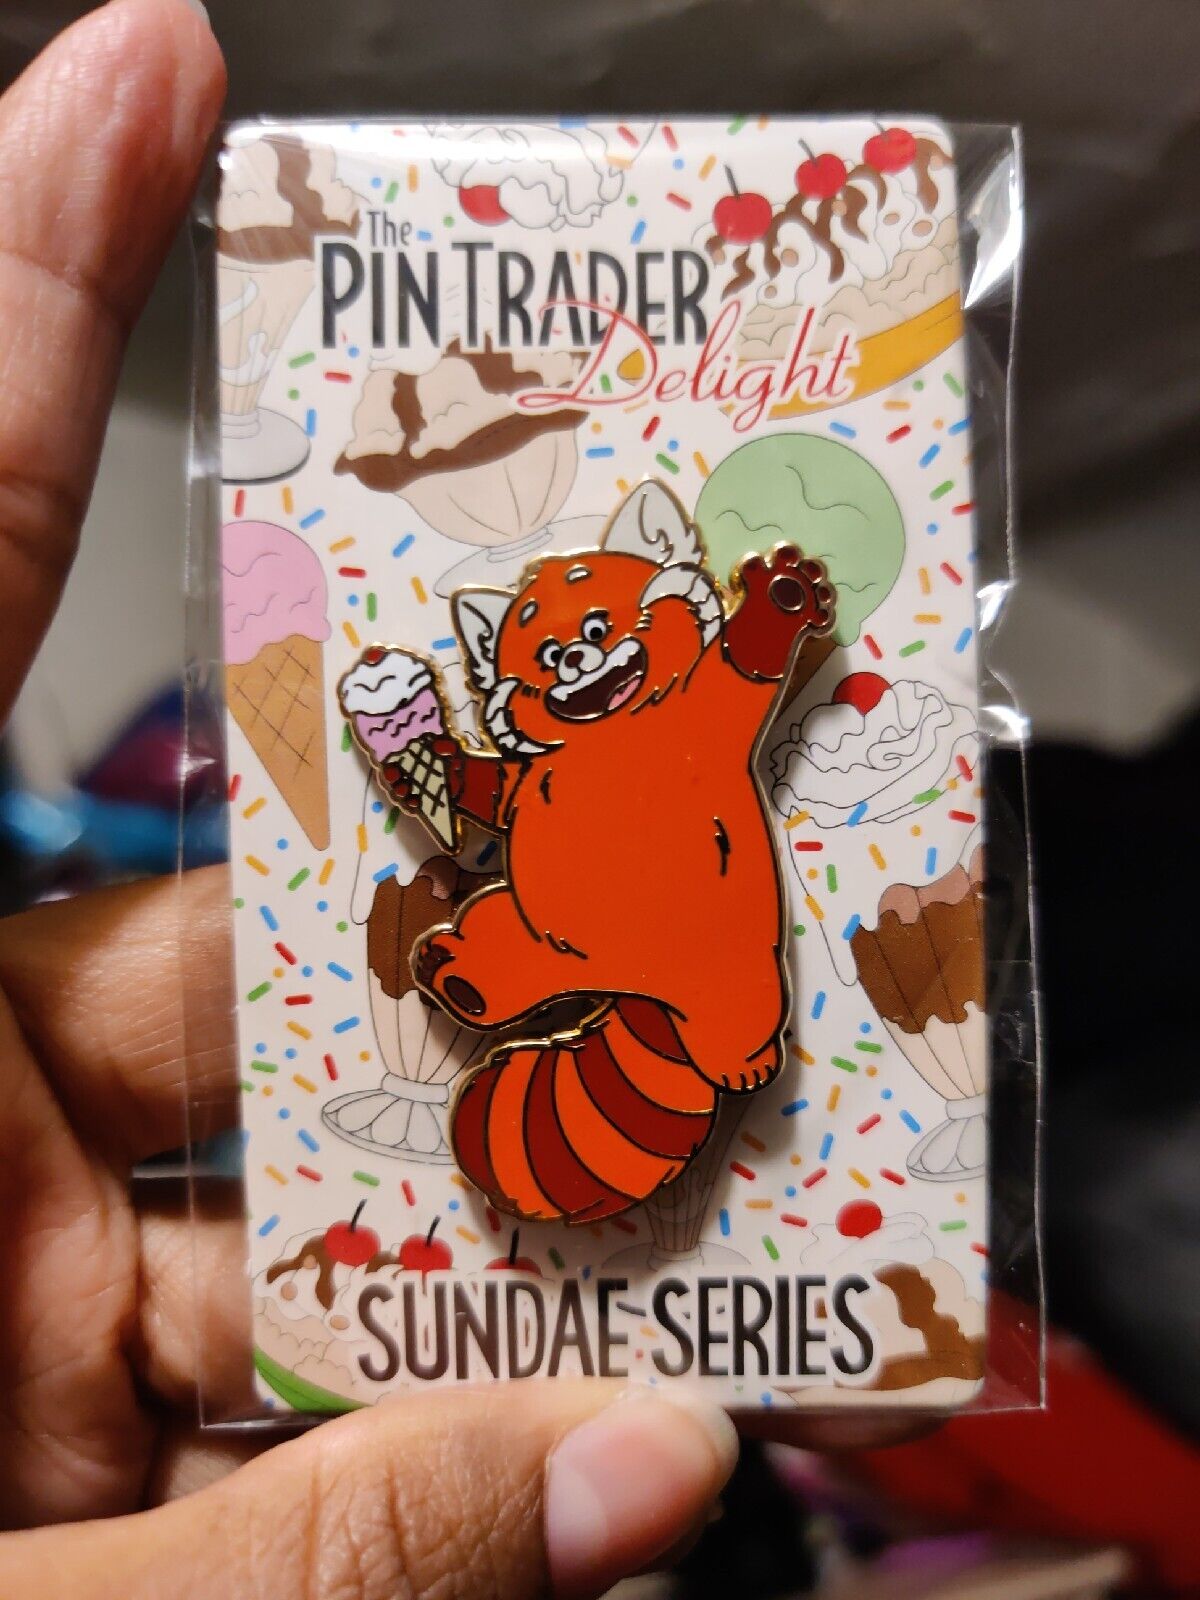 The
PIN TRADER
Delight
SUNDAE SERIES